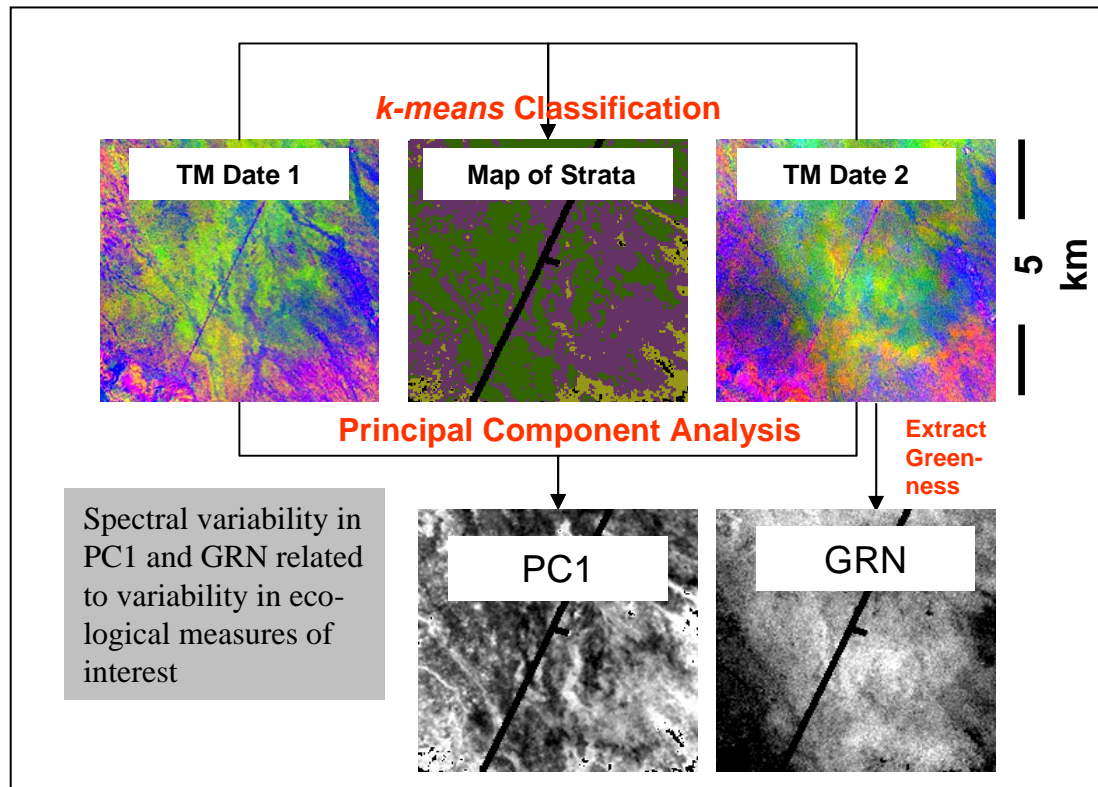 k-means Classification
TM Date 1
Map of Strata
TM Date 2
5
km
Principal Component Analysis
Extract
Green-
ness
Spectral variability in
PC1 and GRN related
to variability in eco-
logical measures of
interest
PC1
GRN